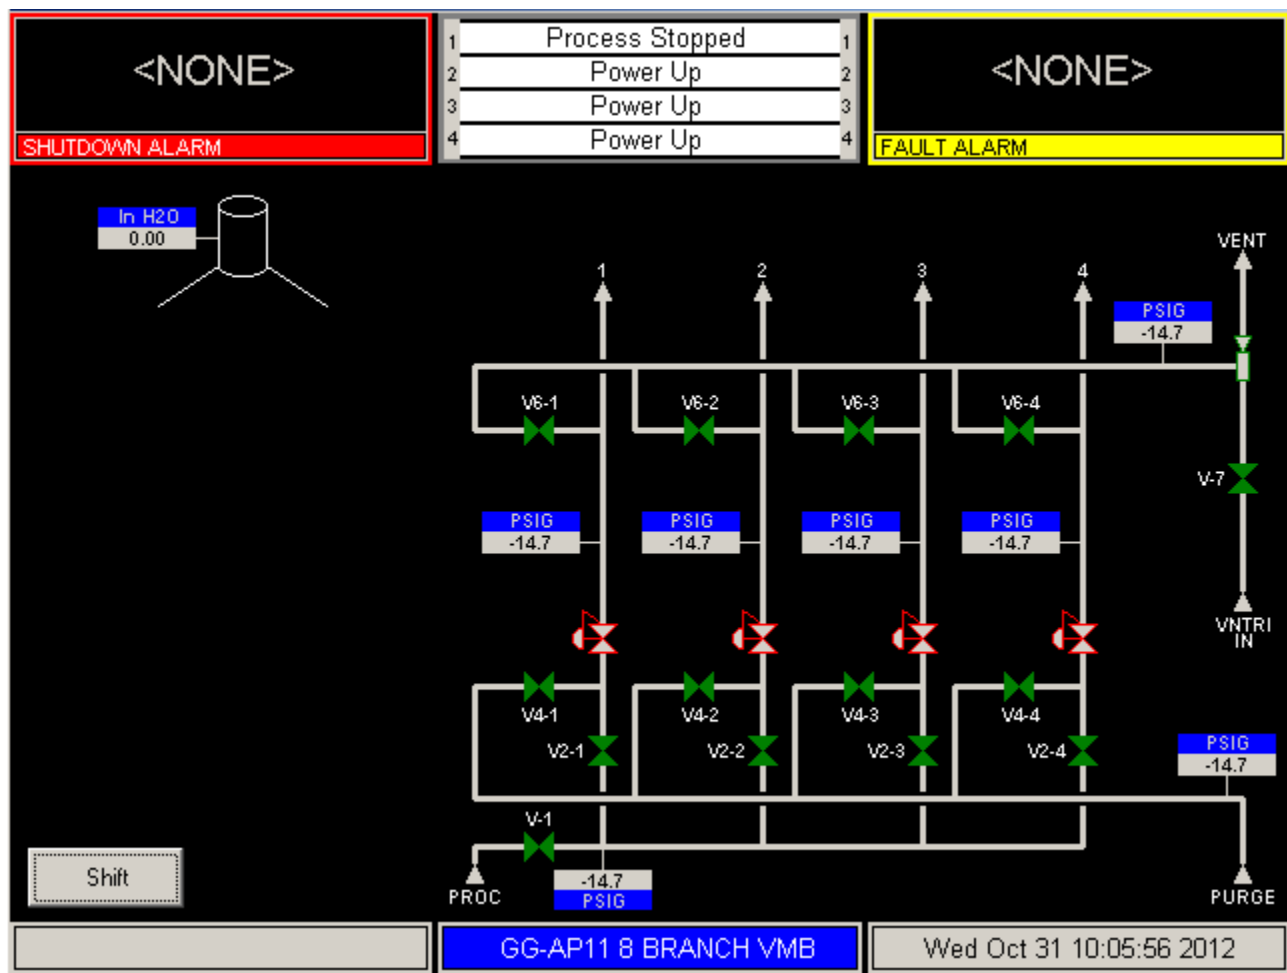 <NONE>
SHUTDOWN ALARM
1 Process Stopped 1
2 Power Up 2
3 Power Up 3
4 Power Up 4
<NONE>
FAULT ALARM
In H2O
0.00
VENT
1 2 3 4
PSIG
-14.7
V6-1 V6-2 V6-3 V6-4
V-7
PSIG PSIG PSIG PSIG
-14.7 -14.7 -14.7 -14.7
VNTRI
IN
V4-1 V4-2 V4-3 V4-4
V2-1 V2-2 V2-3 V2-4
PSIG
-14.7
V-1
Shift
PROC
-14.7
PSIG
PURGE
GG-AP11 8 BRANCH VMB
Wed Oct 31 10:05:56 2012